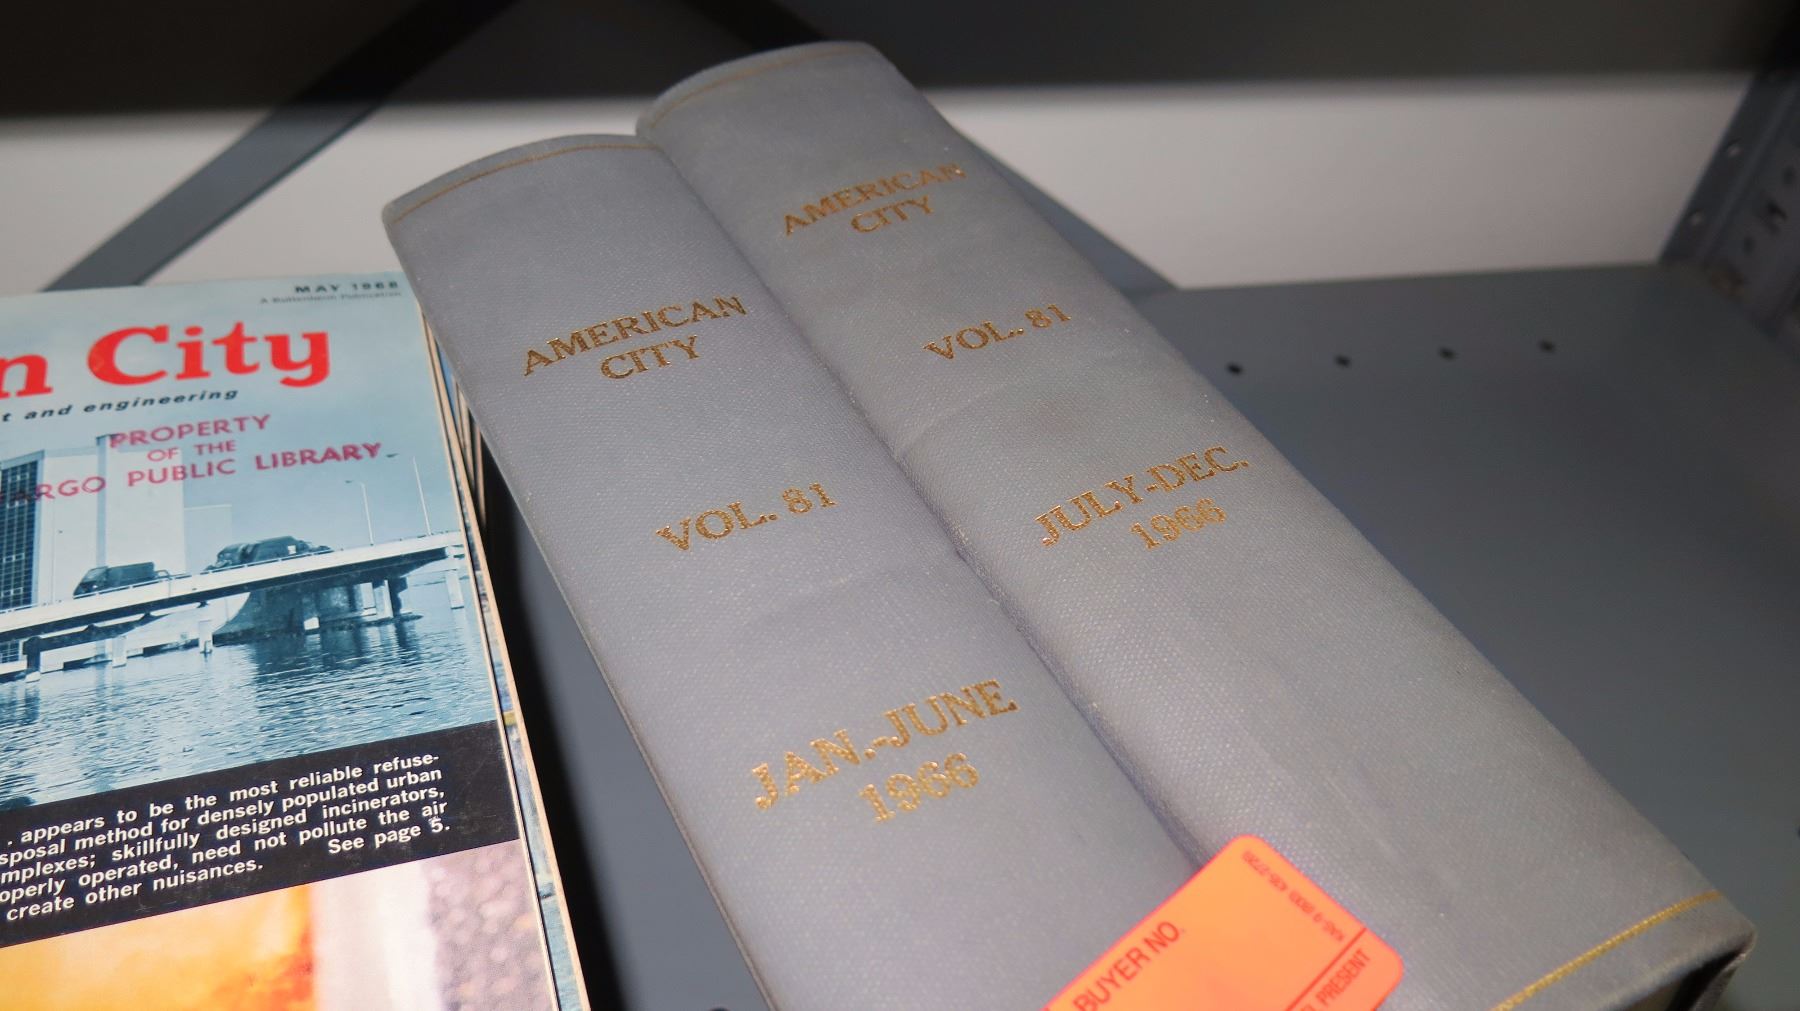 MAY 1968
A Buttenheim Publication
n City
t and engineering
PROPERTY
OF THE
ARGO PUBLIC LIBRARY
. appears to be the most reliable refuse-
sposal method for densely populated urban
mplexes; skillfully designed incinerators,
operly operated, need not pollute the air
create other nuisances. See page 5.
AMERICAN
CITY
VOL. 81
JAN.-JUNE
1966
AMERICAN
CITY
VOL. 81
JULY-DEC.
1966
BUYER NO.
PRESENT